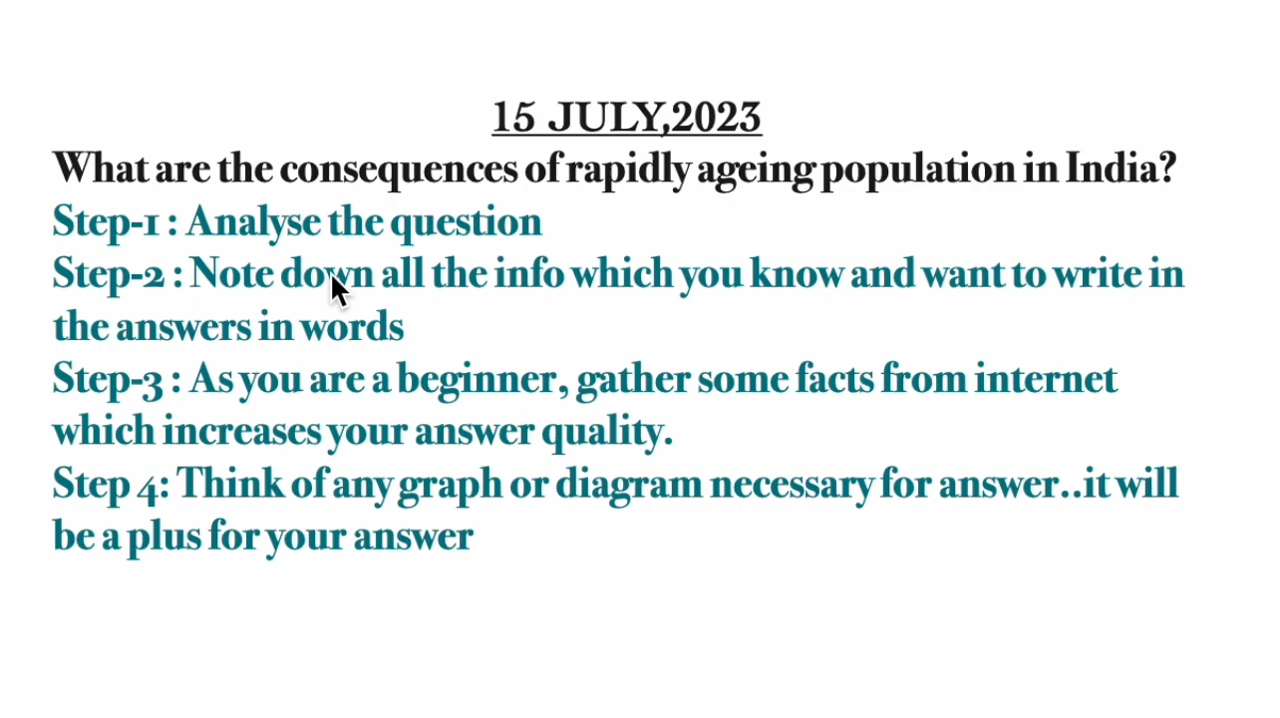 15 JULY,2023
What are the consequences of rapidly ageing population in India?
Step-1 : Analyse the question
Step-2 : Note down all the info which you know and want to write in
the answers in words
Step-3 : As you are a beginner, gather some facts from internet
which increases your answer quality.
Step 4: Think of any graph or diagram necessary for answer..it will
be a plus for your answer